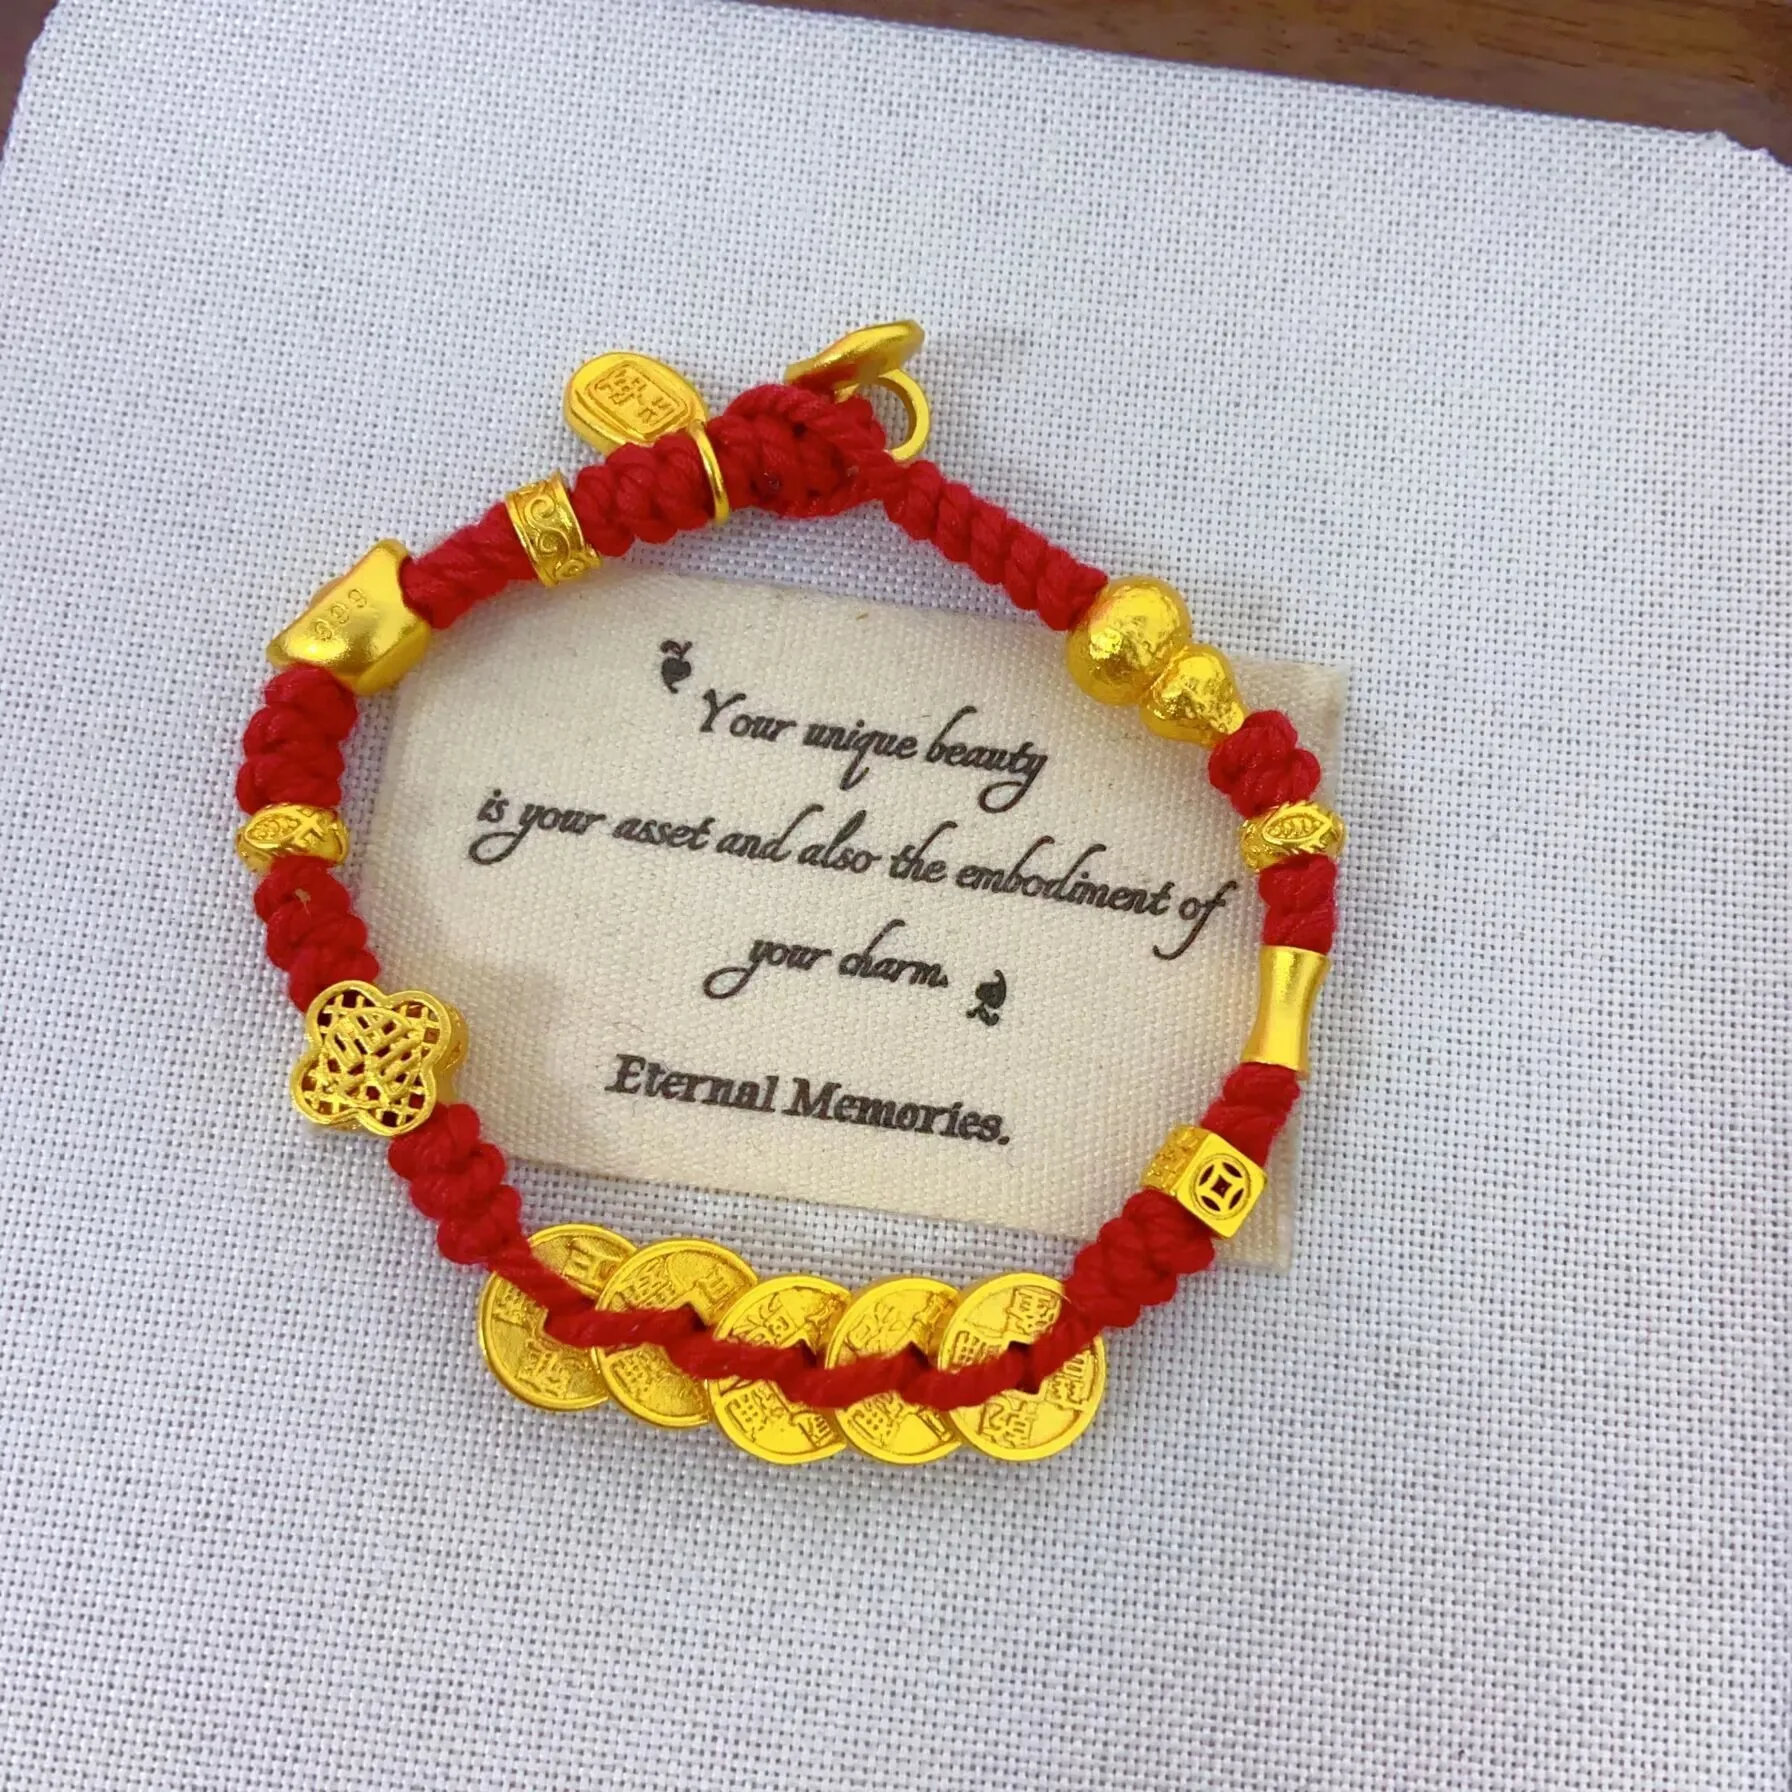 Your unique beauty
is your asset and also the embodiment of
your charm.
Eternal Memories.